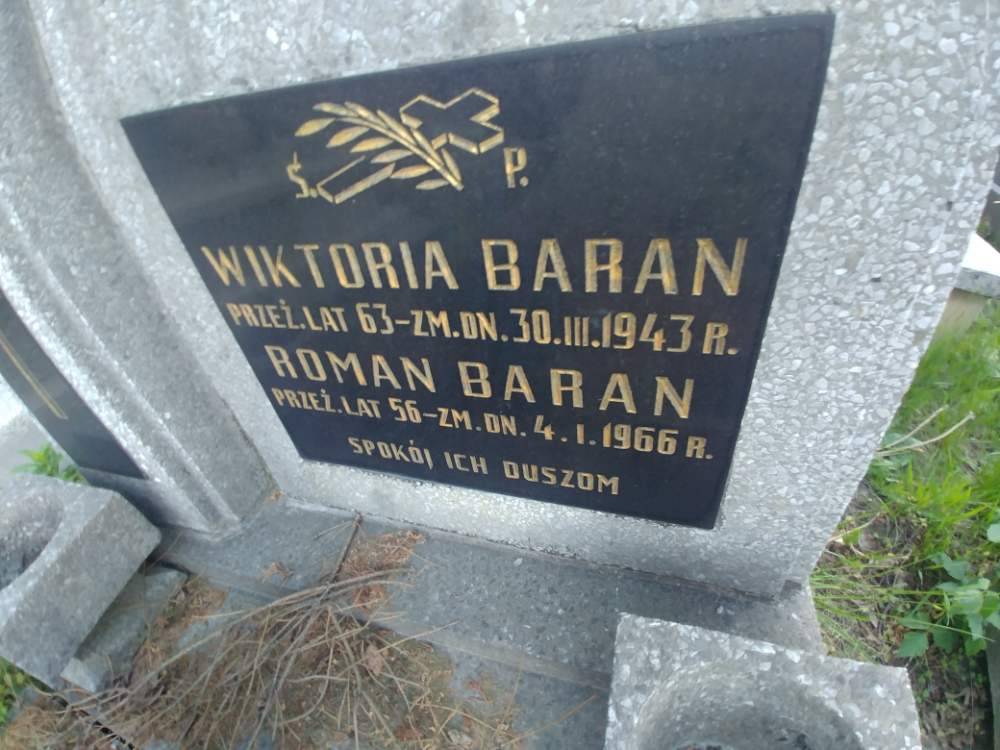 Ś. P.
WIKTORIA BARAN
PRZEŻ. LAT 63-ZM. DN. 30.III.1943 R.
ROMAN BARAN
PRZEŻ. LAT 56-ZM. DN. 4.I.1966 R.
SPOKÓJ ICH DUSZOM